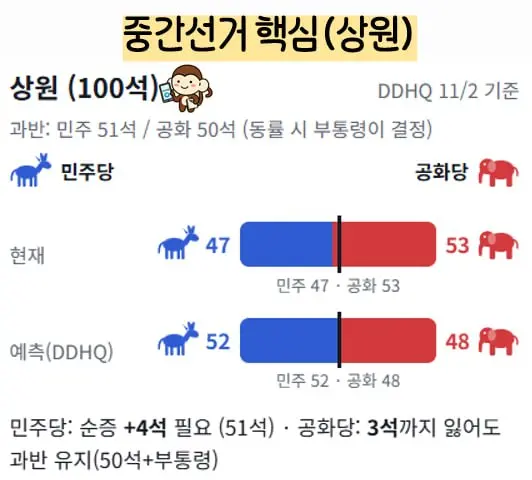 중간선거 핵심 (상원)
상원 (100석)
DDHQ 11/2 기준
과반: 민주 51석 / 공화 50석 (동률 시 부통령이 결정)
민주당
공화당
현재
47
53
민주 47 · 공화 53
예측(DDHQ)
52
48
민주 52 · 공화 48
민주당: 순증 +4석 필요 (51석) · 공화당: 3석까지 잃어도
과반 유지(50석+부통령)